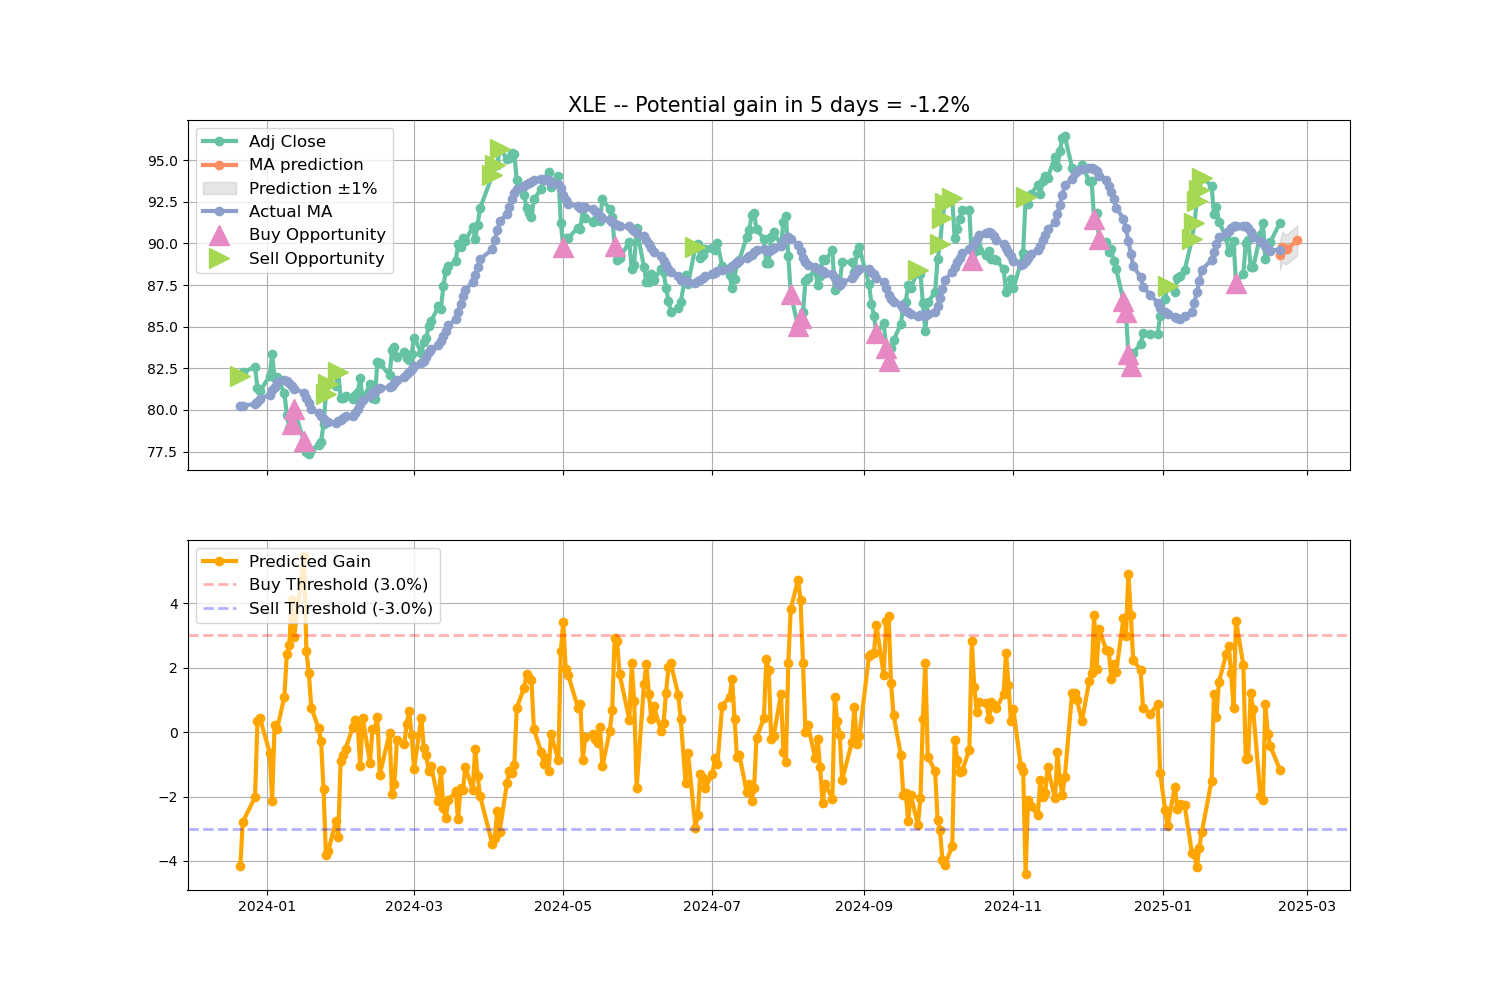 XLE -- Potential gain in 5 days = -1.2%
Adj Close
MA prediction
Prediction ±1%
Actual MA
Buy Opportunity
Sell Opportunity
95.0
92.5
90.0
87.5
85.0
82.5
80.0
77.5
Predicted Gain
Buy Threshold (3.0%)
Sell Threshold (-3.0%)
4
2
0
−2
−4
2024-01 2024-03 2024-05 2024-07 2024-09 2024-11 2025-01 2025-03